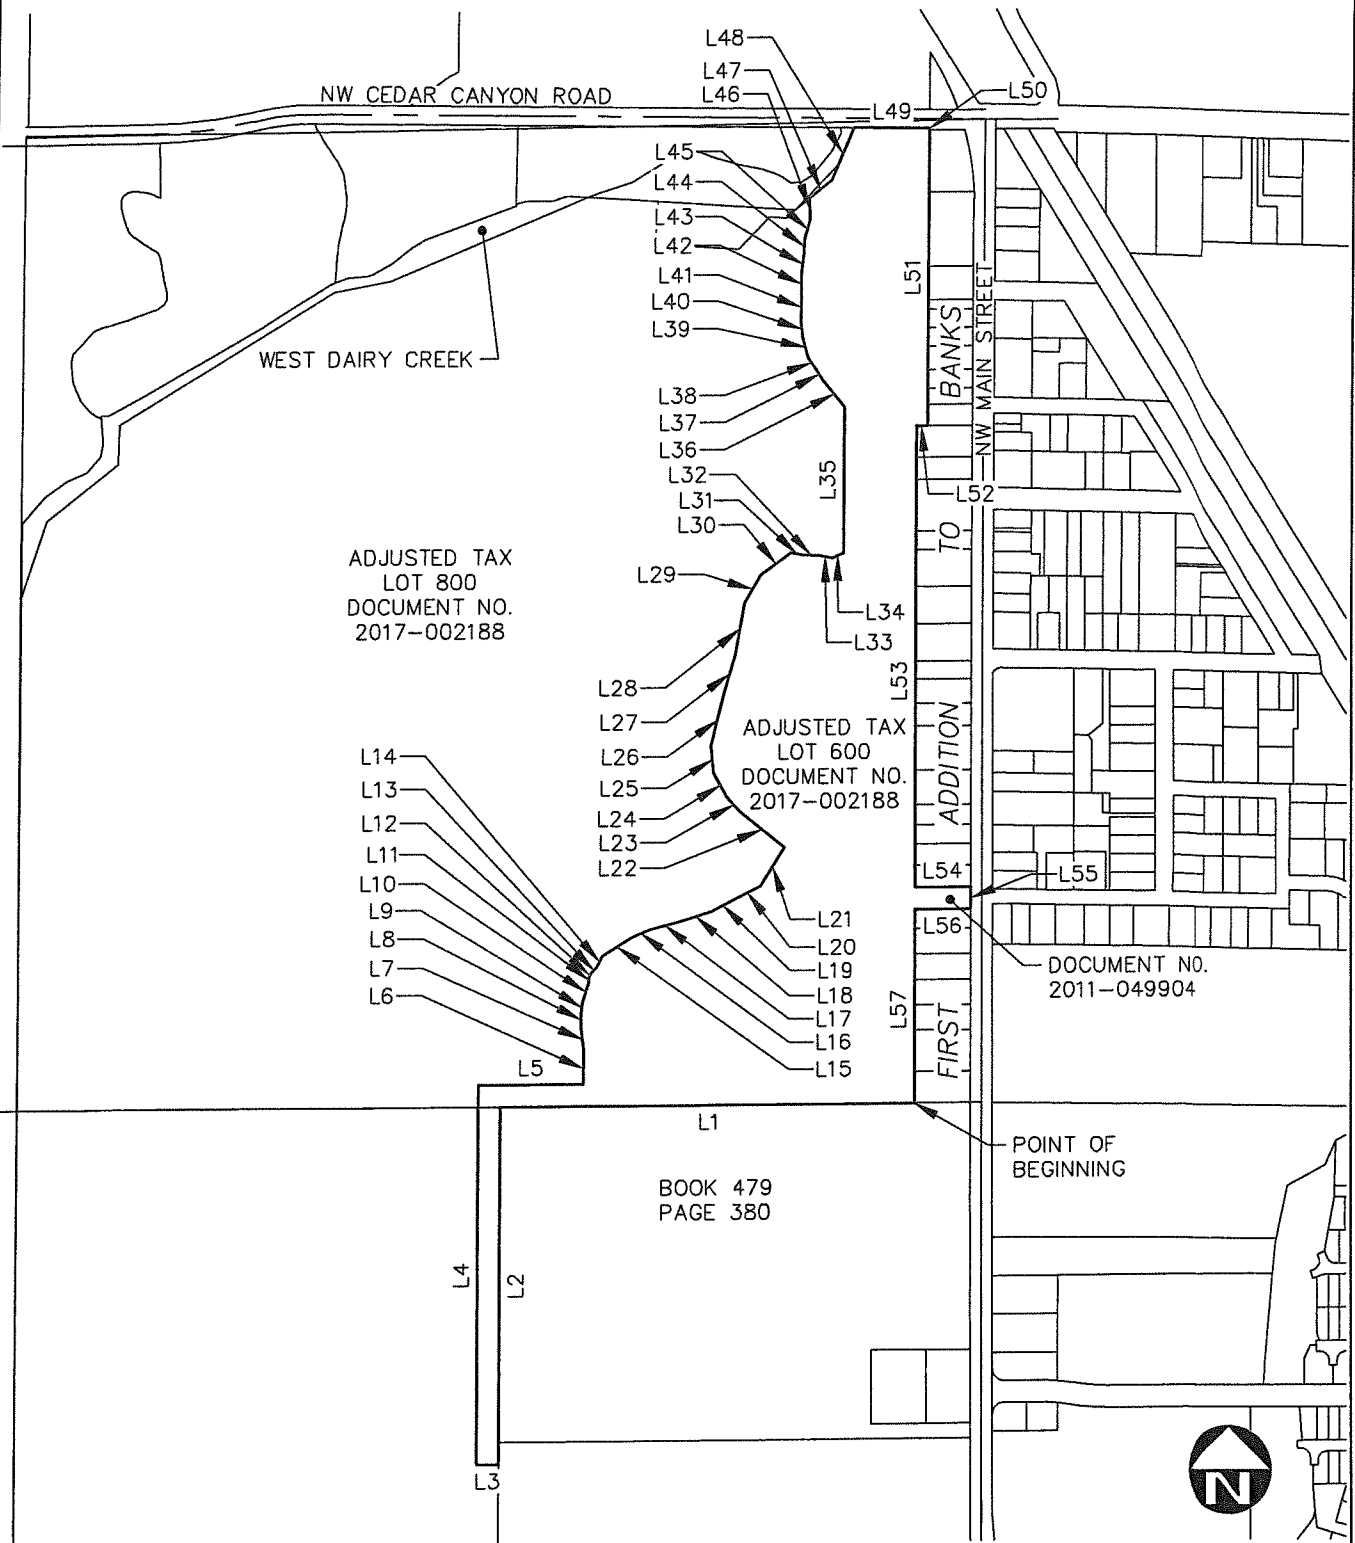 L48
L47
L46
NW CEDAR CANYON ROAD
L49
L50
L45
L44
L43
L42
L41
L40
L39
WEST DAIRY CREEK
L38
L37
L36
L51
BANKS
NW MAIN STREET
L35
L32
L31
L30
L52
TO
ADJUSTED TAX
LOT 800
DOCUMENT NO.
2017-002188
L29
L34
L33
L28
L27
L26
L25
L24
L23
L22
L53
ADJUSTED TAX
LOT 600
DOCUMENT NO.
2017-002188
ADDITION
L14
L13
L12
L11
L10
L9
L8
L7
L6
L54
L55
L56
L21
L20
L19
L18
L17
L16
L15
DOCUMENT NO.
2011-049904
L57
FIRST
L5
L1
POINT OF
BEGINNING
BOOK 479
PAGE 380
L4
L2
L3
N